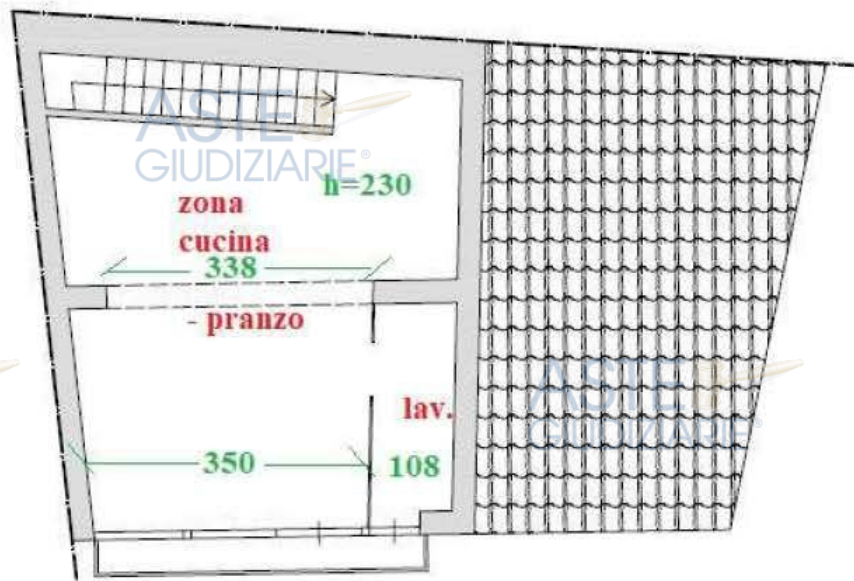 ASTE
GIUDIZIARIE®
h=230
zona
cucina
338
- pranzo
lav.
350
108
ASTE
GIUDIZIARIE®